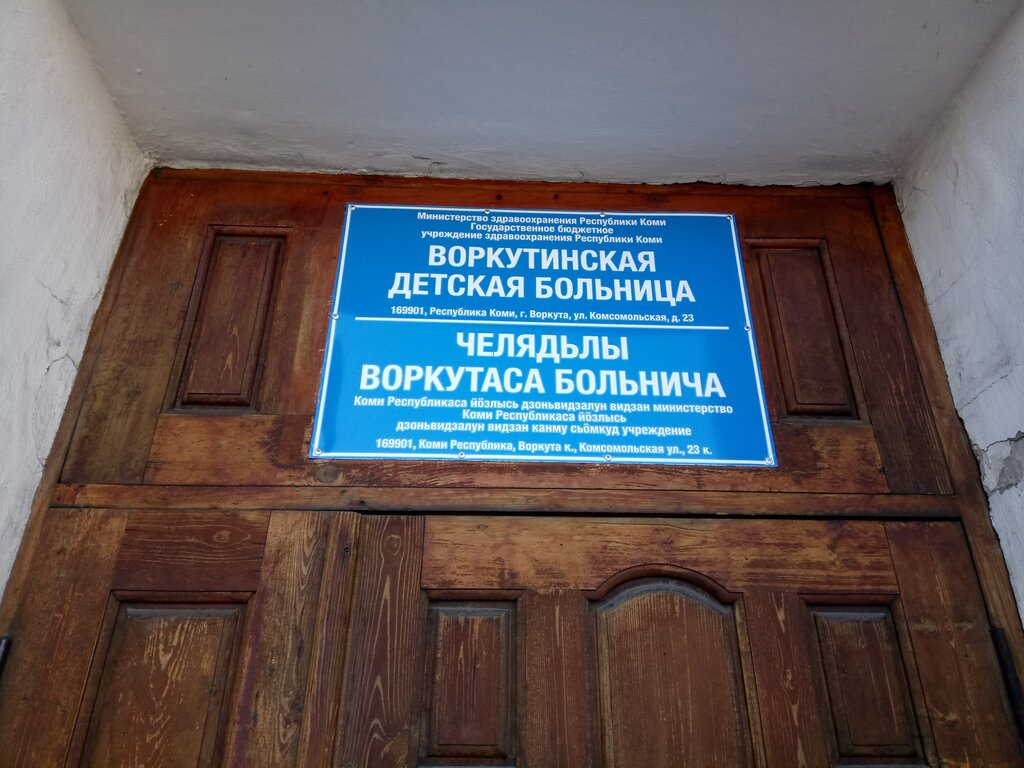 Министерство здравоохранения Республики Коми
Государственное бюджетное
учреждение здравоохранения Республики Коми
ВОРКУТИНСКАЯ
ДЕТСКАЯ БОЛЬНИЦА
169901, Республика Коми, г. Воркута, ул. Комсомольская, д. 23
ЧЕЛЯДЬЛЫ
ВОРКУТАСА БОЛЬНИЧА
Коми Республикаса йӧзлысь дзоньвидзалун видзан министерство
Коми Республикаса йӧзлысь
дзоньвидзалун видзан канму сьӧмкуд учреждение
169901, Коми Республика, Воркута к., Комсомольская ул., 23 к.